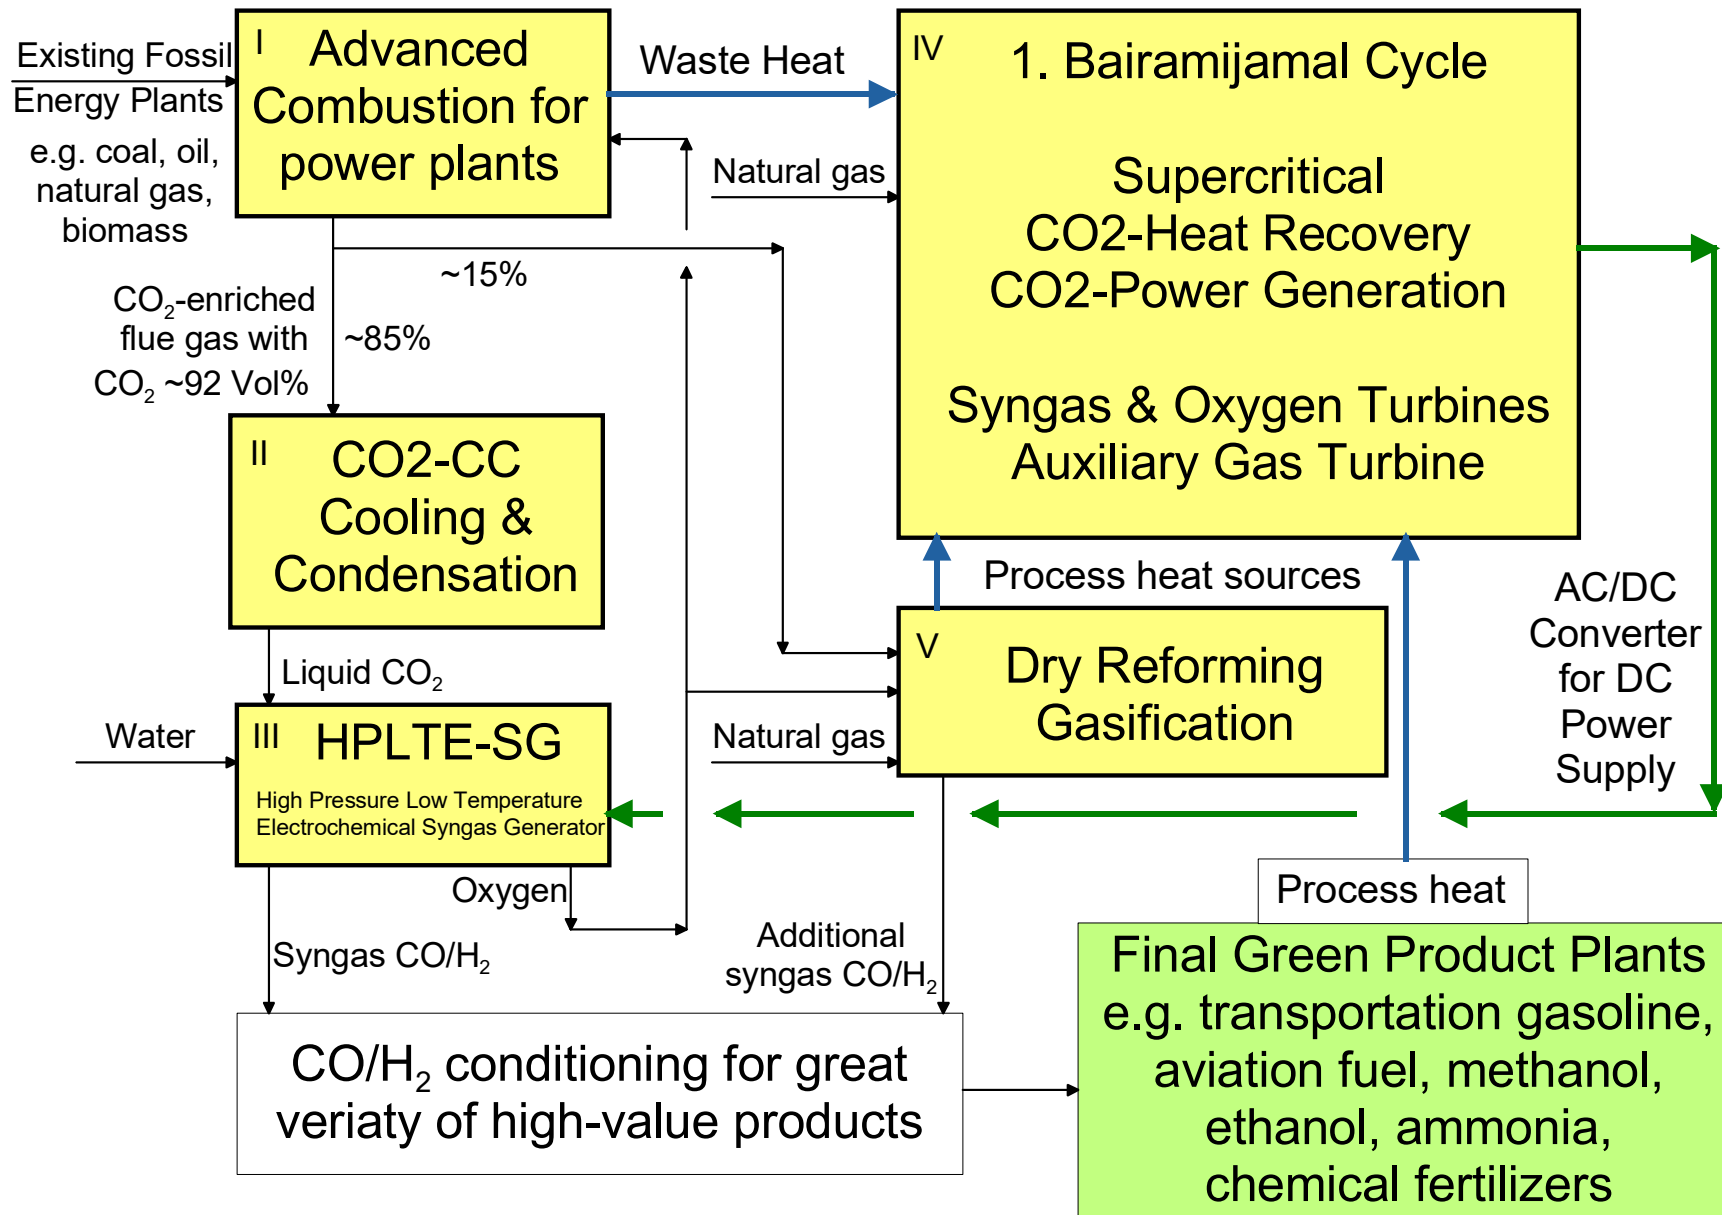 Existing Fossil
Energy Plants
e.g. coal, oil,
natural gas,
biomass
I
Advanced
Combustion for
power plants
Waste Heat
Natural gas
IV
1. Bairamijamal Cycle
Supercritical
CO2-Heat Recovery
CO2-Power Generation
Syngas & Oxygen Turbines
Auxiliary Gas Turbine
~15%
CO₂-enriched
flue gas with
CO₂ ~92 Vol%
~85%
II
CO2-CC
Cooling &
Condensation
Process heat sources
AC/DC
Converter
for DC
Power
Supply
Liquid CO₂
V
Dry Reforming
Gasification
Water
Natural gas
III
HPLTE-SG
High Pressure Low Temperature
Electrochemical Syngas Generator
Oxygen
Syngas CO/H₂
Additional
syngas CO/H₂
Process heat
CO/H₂ conditioning for great
veriaty of high-value products
Final Green Product Plants
e.g. transportation gasoline,
aviation fuel, methanol,
ethanol, ammonia,
chemical fertilizers